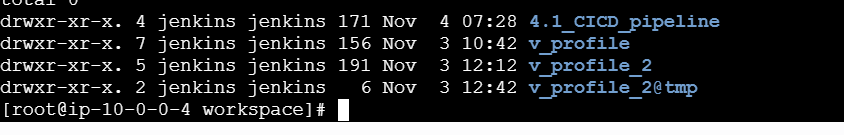 total 0
drwxr-xr-x. 4 jenkins jenkins 171 Nov  4 07:28 4.1_CICD_pipeline
drwxr-xr-x. 7 jenkins jenkins 156 Nov  3 10:42 v_profile
drwxr-xr-x. 5 jenkins jenkins 191 Nov  3 12:12 v_profile_2
drwxr-xr-x. 2 jenkins jenkins   6 Nov  3 12:42 v_profile_2@tmp
[root@ip-10-0-0-4 workspace]#